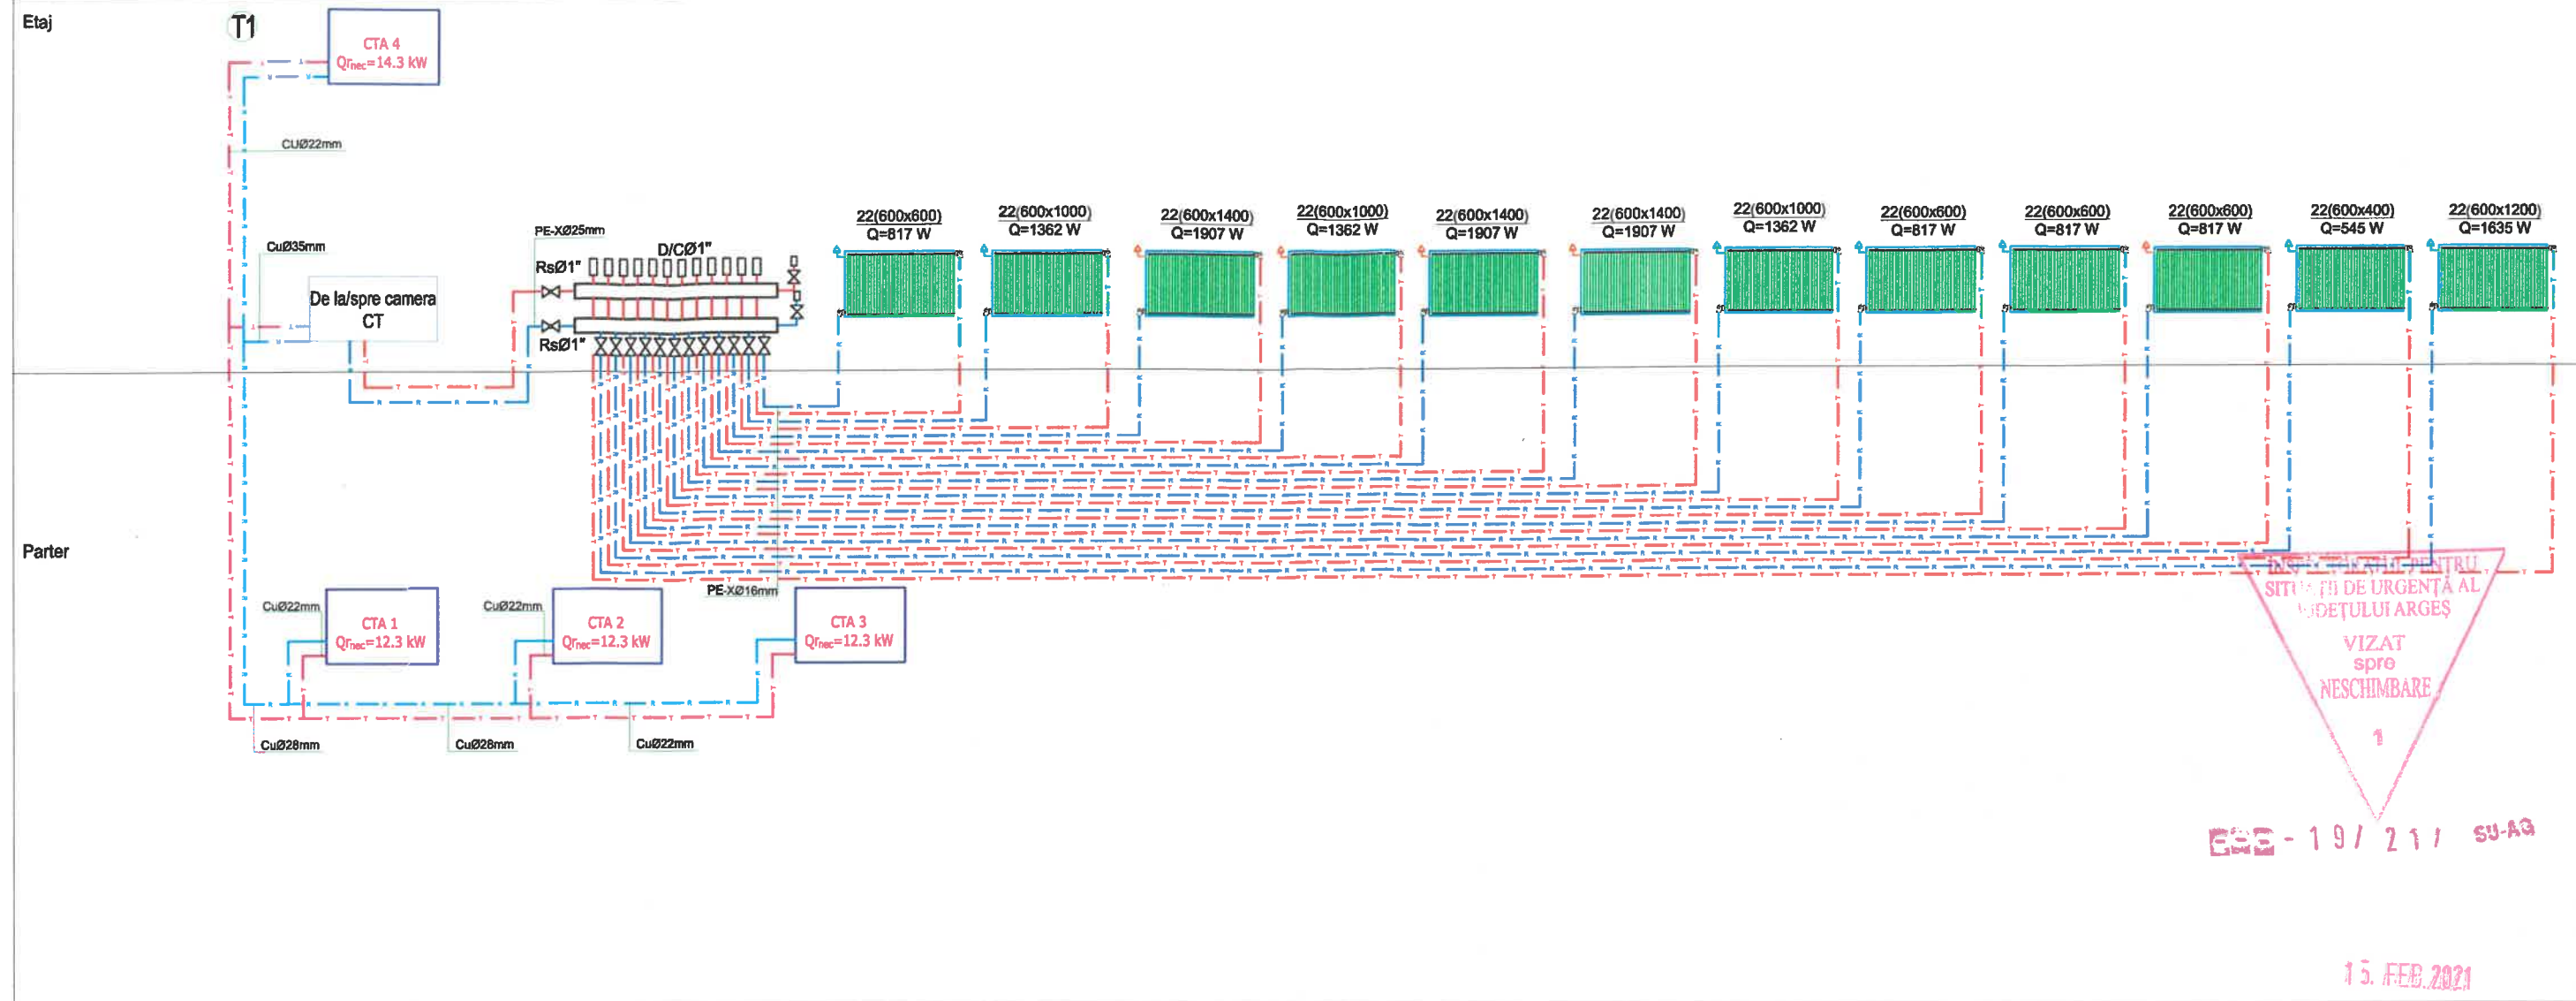 Etaj
T1
CTA 4
Qrnec=14.3 kW
CUØ22mm
CuØ35mm
De la/spre camera
CT
PE-XØ25mm
D/CØ1"
RsØ1"
RsØ1"
22(600x600)
Q=817 W
22(600x1000)
Q=1362 W
22(600x1400)
Q=1907 W
22(600x1000)
Q=1362 W
22(600x1400)
Q=1907 W
22(600x1400)
Q=1907 W
22(600x1000)
Q=1362 W
22(600x600)
Q=817 W
22(600x600)
Q=817 W
22(600x600)
Q=817 W
22(600x400)
Q=545 W
22(600x1200)
Q=1635 W
Parter
PE-XØ16mm
CuØ22mm
CTA 1
Qrnec=12.3 kW
CuØ22mm
CTA 2
Qrnec=12.3 kW
CTA 3
Qrnec=12.3 kW
CuØ28mm
CuØ28mm
CuØ22mm
PENTRU
DE URGENȚĂ AL
JUDEȚULUI ARGEȘ
VIZAT
spre
NESCHIMBARE
1
- 19/ 21/ SU-AG
15. FEB. 2021